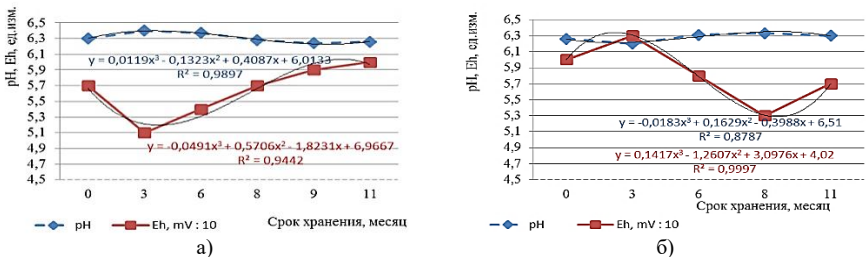 рН, Eh, ед.изм.
6,3
6,1
5,9
5,7
5,5
5,3
5,1
4,9
4,7
4,5
y = 0,0119x³ - 0,1323x² + 0,4087x + 6,0133
R² = 0,9897
y = -0,0491x³ + 0,5706x² - 1,8231x + 6,9667
R² = 0,9442
0 3 6 8 9 11
Срок хранения, месяц
рН Eh, mV : 10
а)
рН, Eh, ед.изм.
6,5
6,3
6,1
5,9
5,7
5,5
5,3
5,1
4,9
4,7
4,5
y = -0,0183x³ + 0,1629x² - 0,3988x + 6,51
R² = 0,8787
y = 0,1417x³ - 1,2607x² + 3,0976x + 4,02
R² = 0,9997
0 3 6 8 11
Срок хранения, месяц
рН Eh, mV : 10
б)